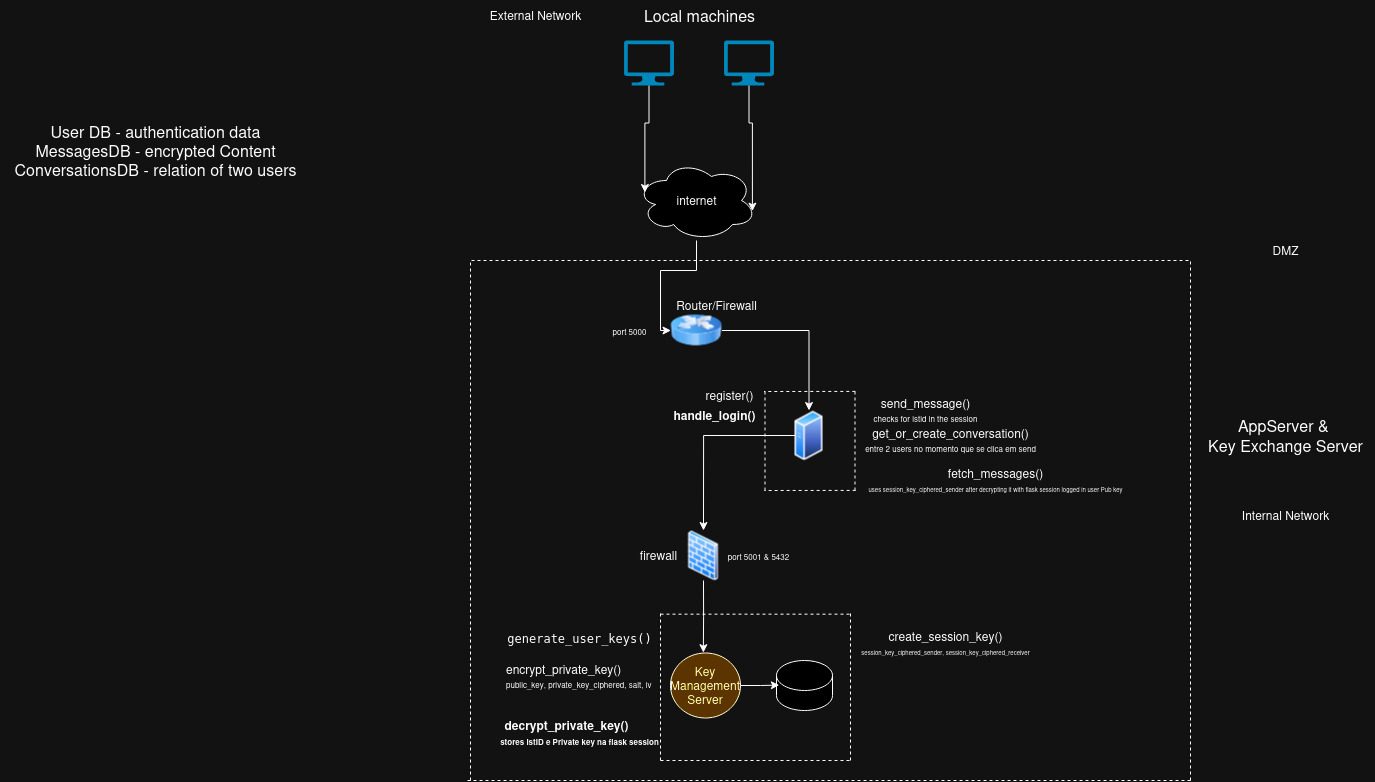 External Network
Local machines
User DB - authentication data
MessagesDB - encrypted Content
ConversationsDB - relation of two users
internet
DMZ
Router/Firewall
port 5000
register()
handle_login()
send_message()
checks for istid in the session
get_or_create_conversation()
entre 2 users no momento que se clica em send
fetch_messages()
uses session_key_ciphered_sender after decrypting it with flask session logged in user Pub key
AppServer &
Key Exchange Server
Internal Network
firewall
port 5001 & 5432
generate_user_keys()
encrypt_private_key()
public_key, private_key_ciphered, salt, iv
decrypt_private_key()
stores istID e Private key na flask session
Key
Management
Server
create_session_key()
session_key_ciphered_sender, session_key_ciphered_receiver